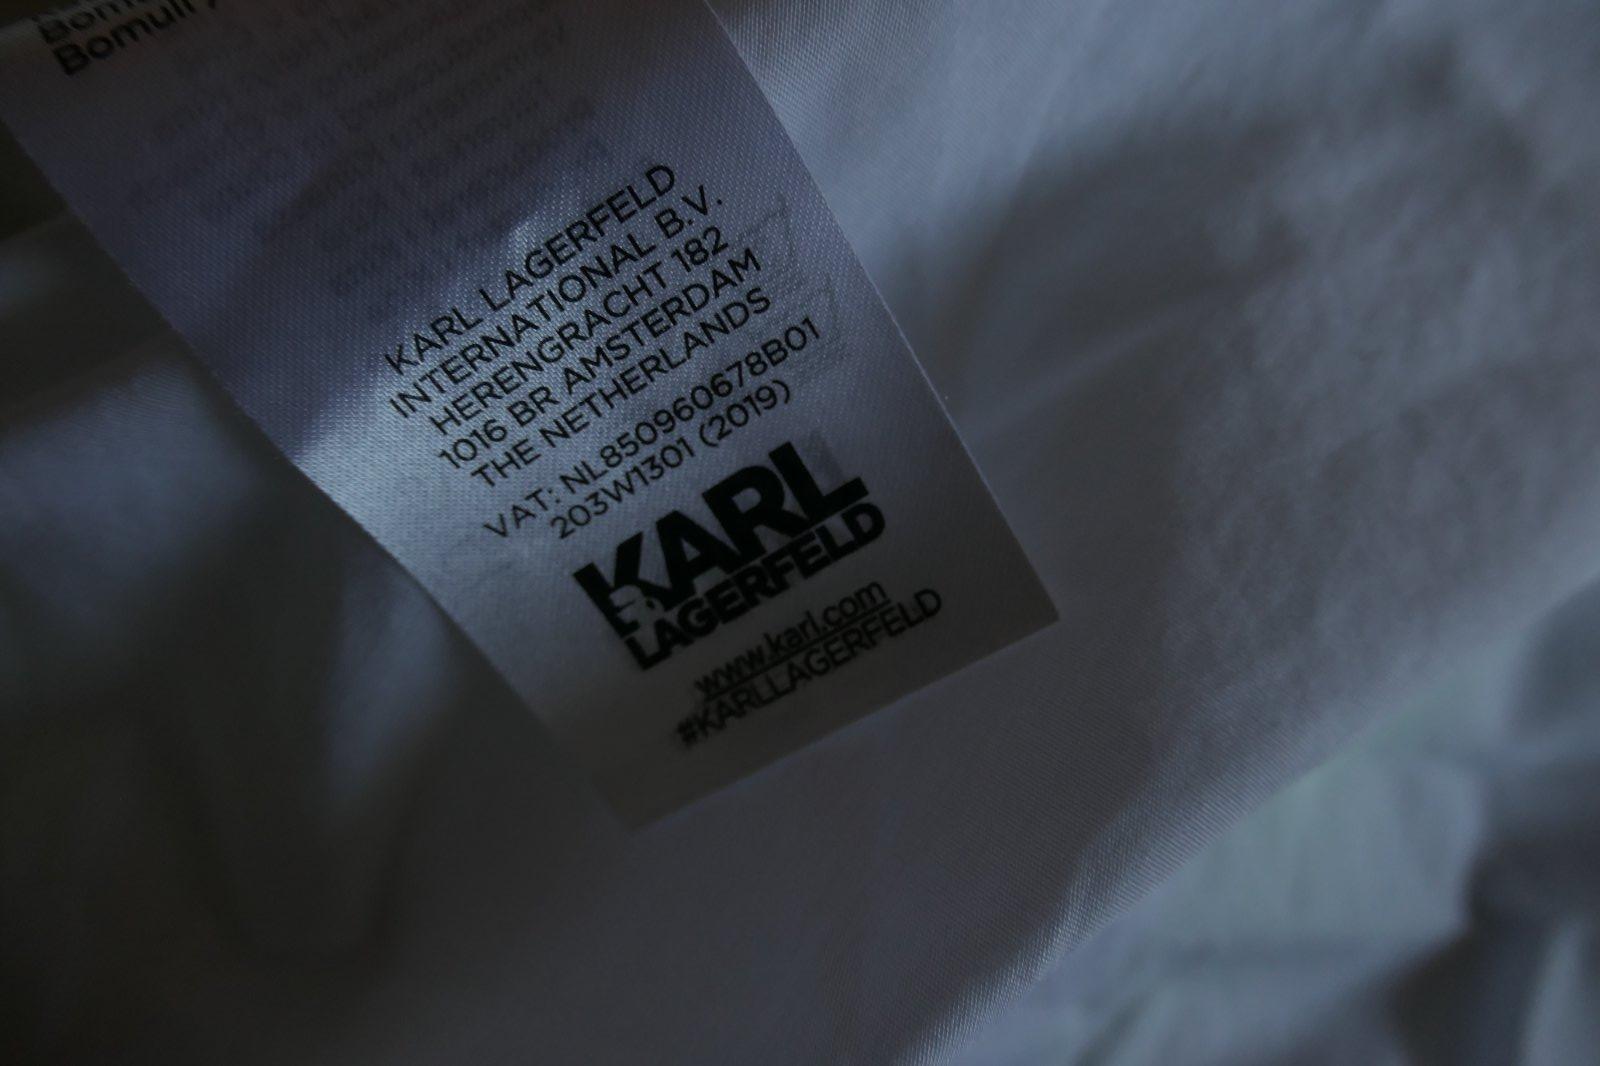 Bomull
KARL LAGERFELD
INTERNATIONAL B.V.
HERENGRACHT 182
1016 BR AMSTERDAM
THE NETHERLANDS
VAT: NL850960678B01
203W1301 (2019)
KARL
LAGERFELD
www.karl.com
#KARLLAGERFELD